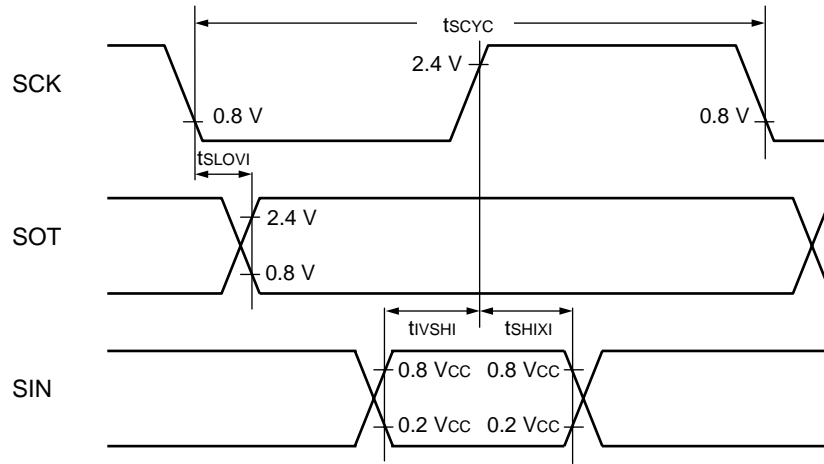 tSCYC
SCK
2.4 V
0.8 V
0.8 V
tSLOVI
SOT
2.4 V
0.8 V
tIVSHI
tSHIXI
SIN
0.8 VCC
0.8 VCC
0.2 VCC
0.2 VCC